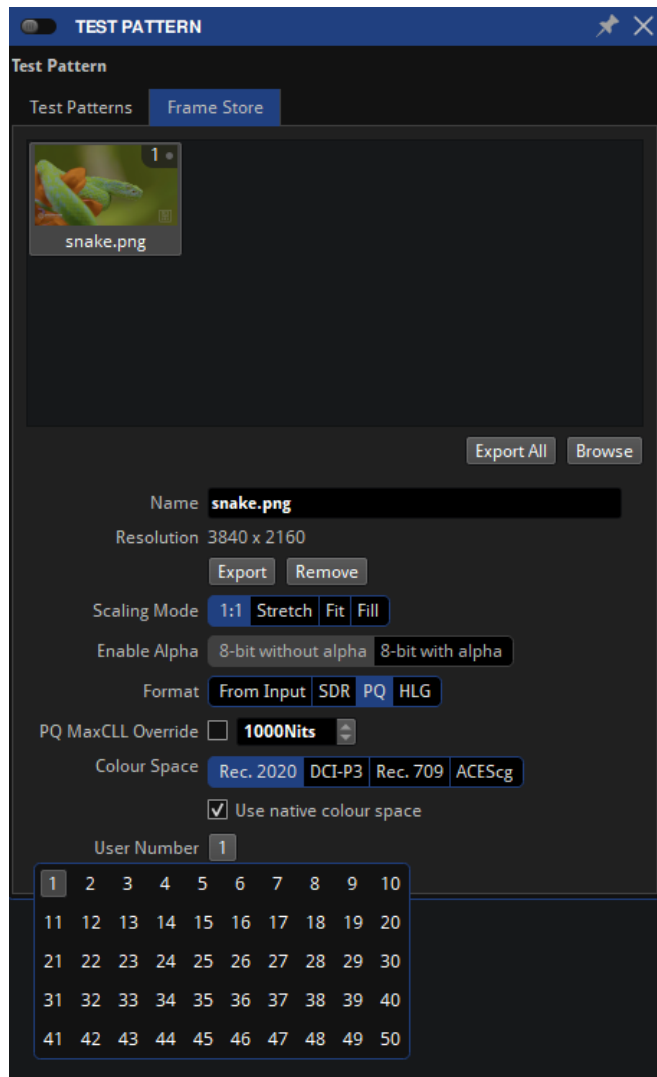 TEST PATTERN
Test Pattern
Test Patterns Frame Store
1
snake.png
Export All Browse
Name snake.png
Resolution 3840 x 2160
Export Remove
Scaling Mode 1:1 Stretch Fit Fill
Enable Alpha 8-bit without alpha 8-bit with alpha
Format From Input SDR PQ HLG
PQ MaxCLL Override 1000Nits
Colour Space Rec. 2020 DCI-P3 Rec. 709 ACEScg
Use native colour space
User Number 1
1 2 3 4 5 6 7 8 9 10
11 12 13 14 15 16 17 18 19 20
21 22 23 24 25 26 27 28 29 30
31 32 33 34 35 36 37 38 39 40
41 42 43 44 45 46 47 48 49 50